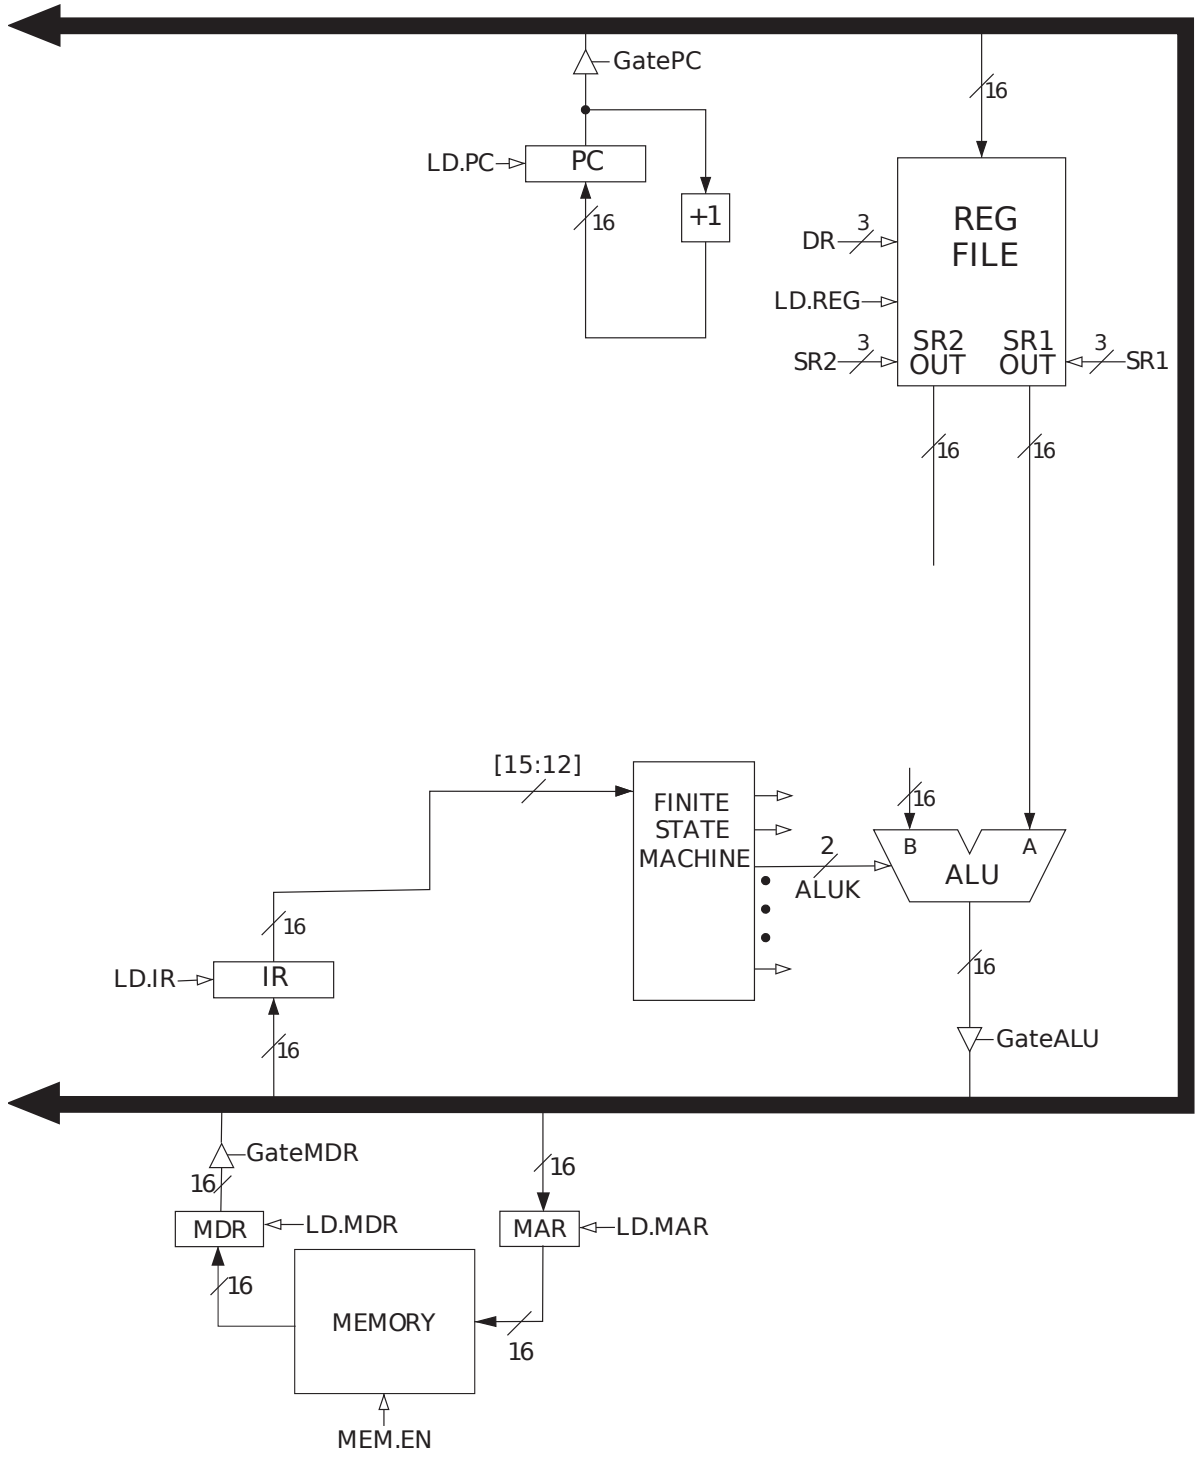 GatePC
16
LD.PC
PC
16
+1
REG
FILE
DR
3
LD.REG
SR2
3
SR2
OUT
SR1
OUT
3
SR1
16
16
[15:12]
FINITE
STATE
MACHINE
2
ALUK
16
B
A
ALU
16
16
LD.IR
IR
16
GateALU
GateMDR
16
16
MDR
LD.MDR
MAR
LD.MAR
16
MEMORY
16
MEM.EN